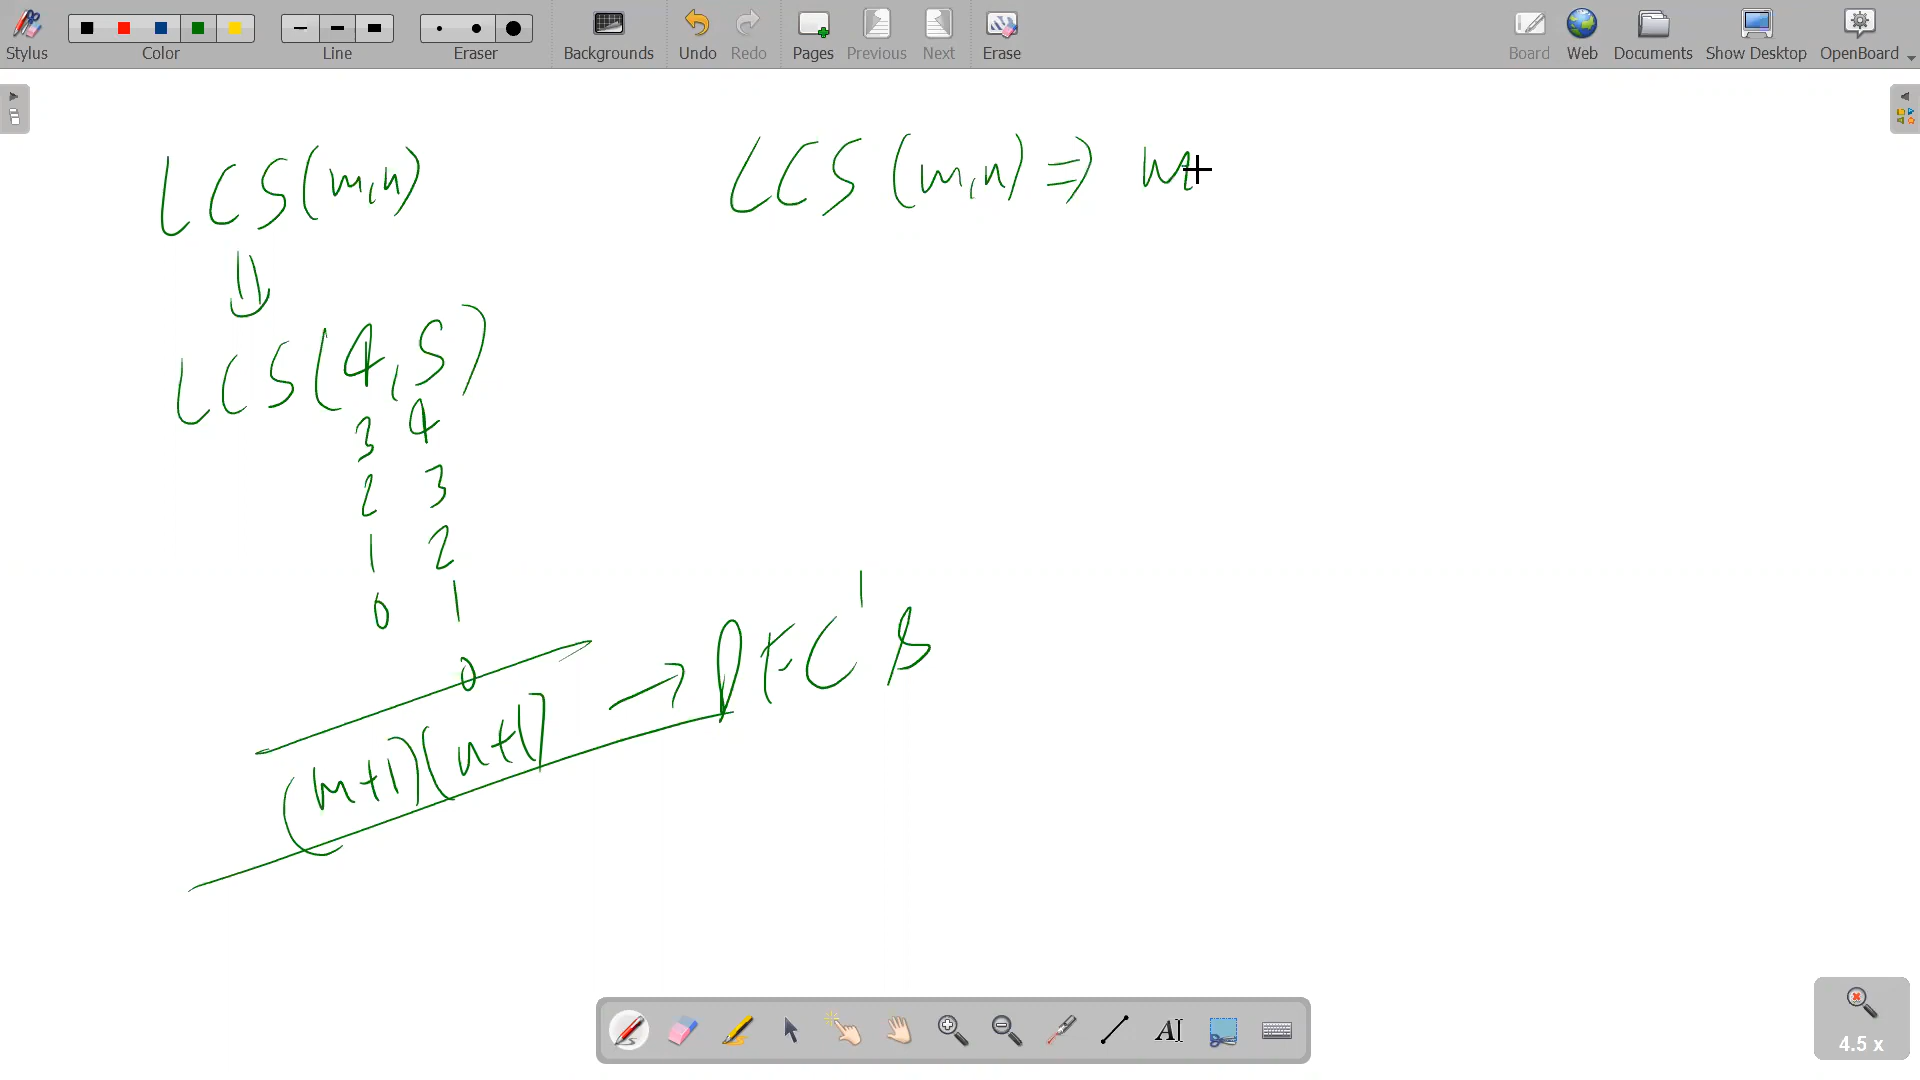 Stylus Color Line Eraser Backgrounds Undo Redo Pages Previous Next Erase Board Web Documents Show Desktop OpenBoard
LCS(m,n)
LCS(4,5)
3 4
2 3
1 2
0 1
0
(m+1)(n+1) → DFC's
LCS (m,n) ⇒
4.5 x